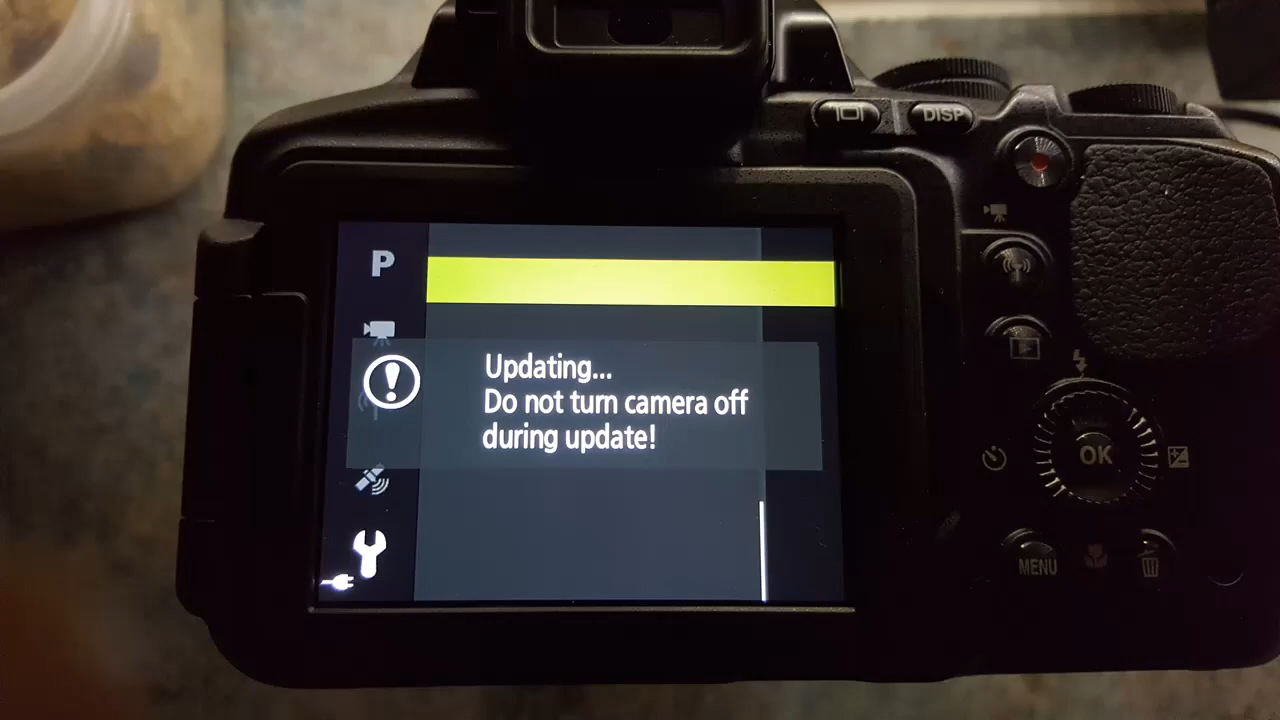 DISP
P
Updating...
Do not turn camera off
during update!
OK
MENU